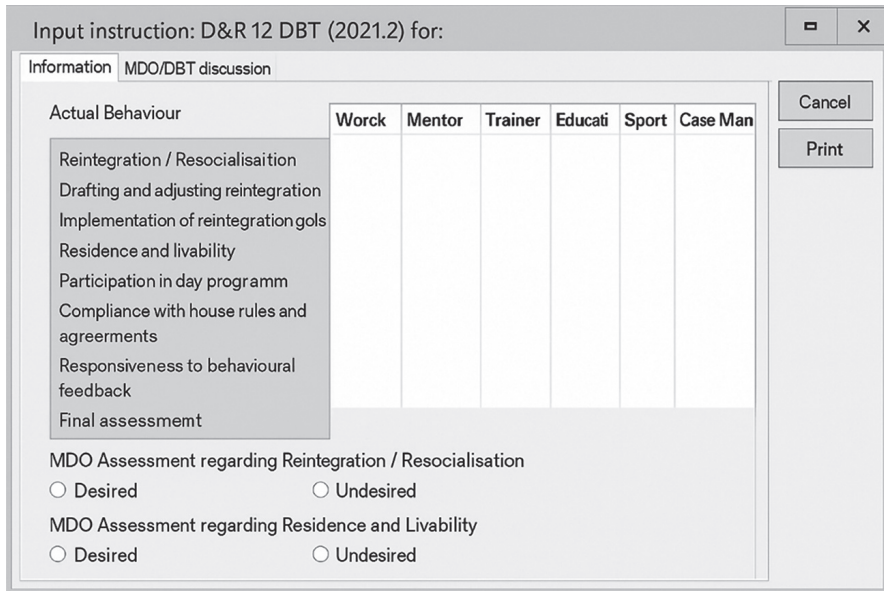 Input instruction: D&R 12 DBT (2021.2) for:
Information MDO/DBT discussion
Cancel
Print
Actual Behaviour
Worck Mentor Trainer Educati Sport Case Man
Reintegration / Resocialisaition
Drafting and adjusting reintegration
Implementation of reintegration gols
Residence and livability
Participation in day programm
Compliance with house rules and
agreerments
Responsiveness to behavioural
feedback
Final assessmemt
MDO Assessment regarding Reintegration / Resocialisation
Desired Undesired
MDO Assessment regarding Residence and Livability
Desired Undesired